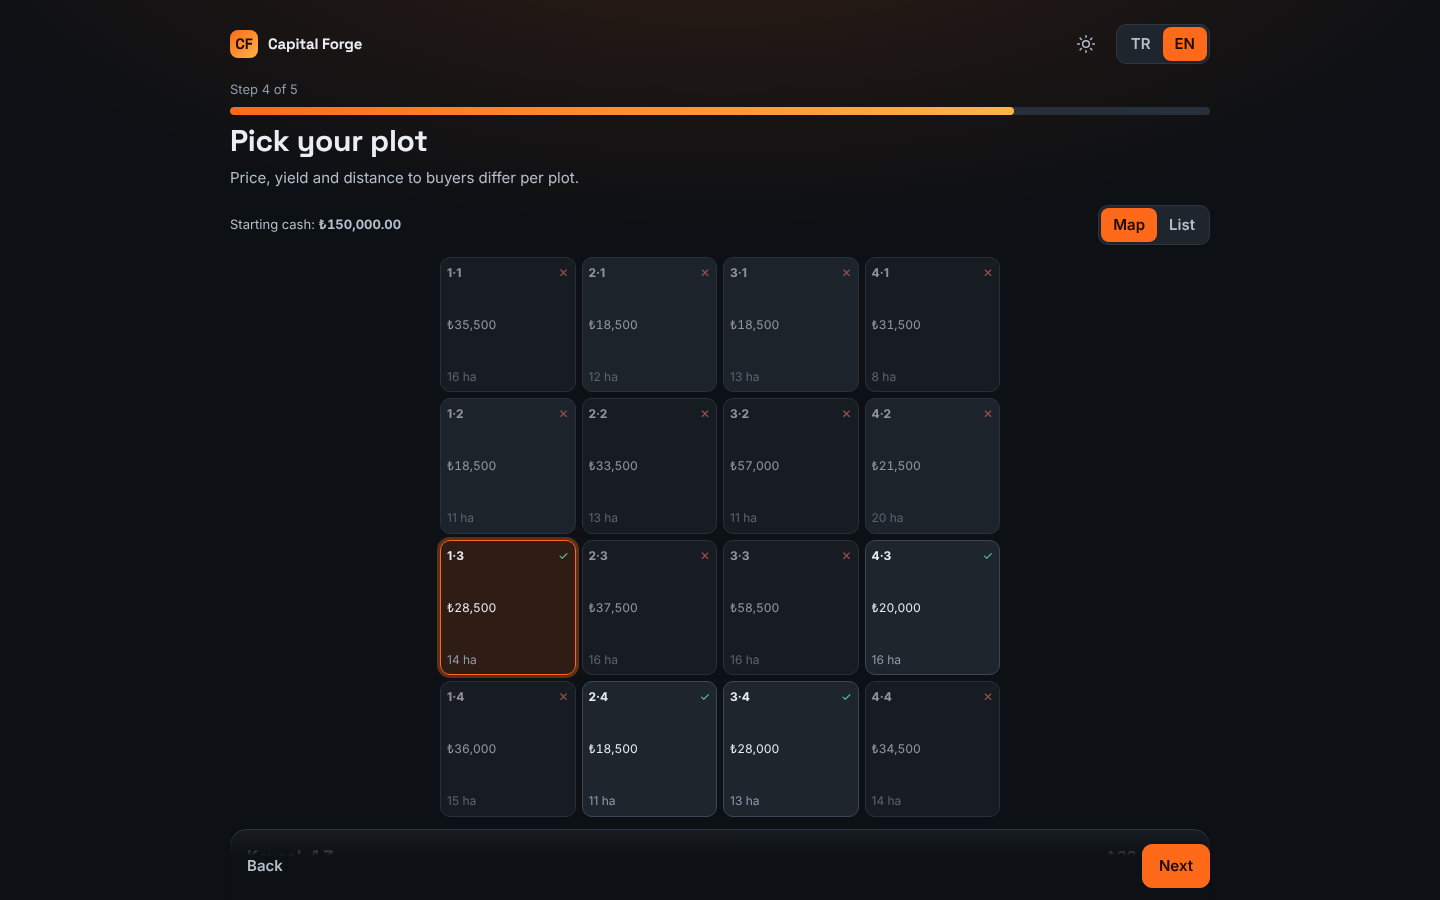 CF Capital Forge TR EN
Step 4 of 5
Pick your plot
Price, yield and distance to buyers differ per plot.
Starting cash: ₺150,000.00 Map List
1·1 × 2·1 × 3·1 × 4·1 ×
₺35,500 ₺18,500 ₺18,500 ₺31,500
16 ha 12 ha 13 ha 8 ha
1·2 × 2·2 × 3·2 × 4·2 ×
₺18,500 ₺33,500 ₺57,000 ₺21,500
11 ha 13 ha 11 ha 20 ha
1·3 ✓ 2·3 × 3·3 × 4·3 ✓
₺28,500 ₺37,500 ₺58,500 ₺20,000
14 ha 16 ha 16 ha 16 ha
1·4 × 2·4 ✓ 3·4 ✓ 4·4 ×
₺36,000 ₺18,500 ₺28,000 ₺34,500
15 ha 11 ha 13 ha 14 ha
Back Next